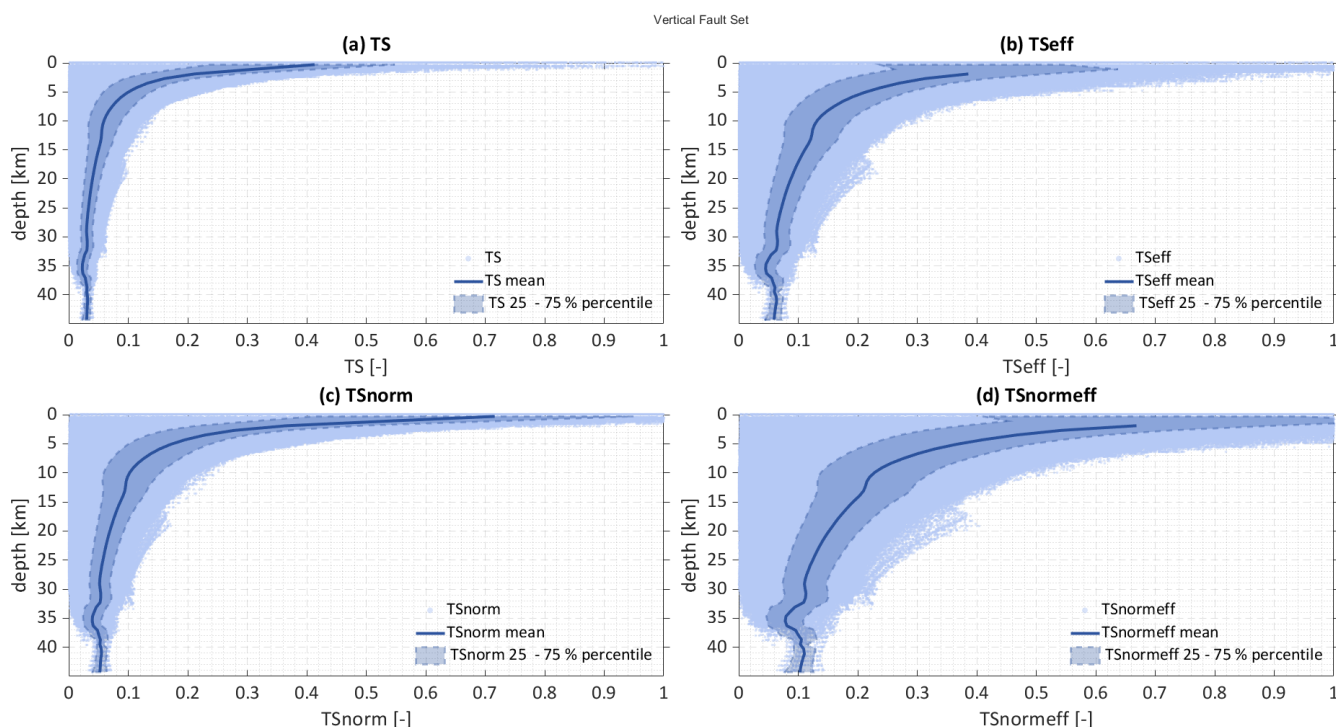 Vertical Fault Set
(a) TS
0
5
10
15
20
25
30
35
40
depth [km]
TS
TS mean
TS 25 - 75 % percentile
0 0.1 0.2 0.3 0.4 0.5 0.6 0.7 0.8 0.9 1
TS [-]
(b) TSeff
0
5
10
15
20
25
30
35
40
depth [km]
TSeff
TSeff mean
TSeff 25 - 75 % percentile
0 0.1 0.2 0.3 0.4 0.5 0.6 0.7 0.8 0.9 1
TSeff [-]
(c) TSnorm
0
5
10
15
20
25
30
35
40
depth [km]
TSnorm
TSnorm mean
TSnorm 25 - 75 % percentile
0 0.1 0.2 0.3 0.4 0.5 0.6 0.7 0.8 0.9 1
TSnorm [-]
(d) TSnormeff
0
5
10
15
20
25
30
35
40
depth [km]
TSnormeff
TSnormeff mean
TSnormeff 25 - 75 % percentile
0 0.1 0.2 0.3 0.4 0.5 0.6 0.7 0.8 0.9 1
TSnormeff [-]